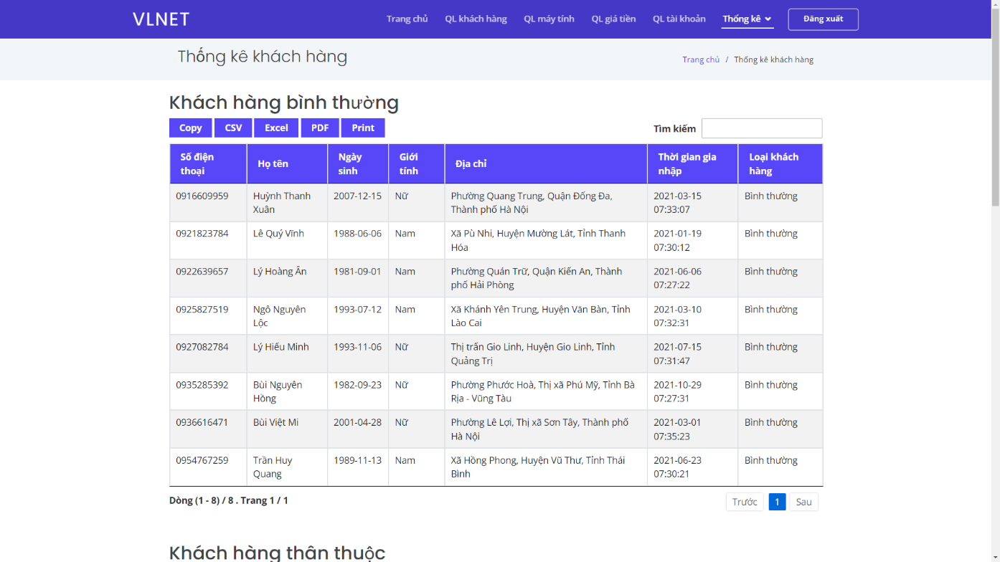 VLNET
Trang chủ QL khách hàng QL máy tính QL giá tiền QL tài khoản Thống kê Đăng xuất
Thống kê khách hàng
Trang chủ / Thống kê khách hàng
Khách hàng bình thường
Copy CSV Excel PDF Print
Tìm kiếm
Số điện thoại Họ tên Ngày sinh Giới tính Địa chỉ Thời gian gia nhập Loại khách hàng
0916609959 Huỳnh Thanh Xuân 2007-12-15 Nữ Phường Quang Trung, Quận Đống Đa, Thành phố Hà Nội 2021-03-15 07:33:07 Bình thường
0921823784 Lê Quý Vĩnh 1988-06-06 Nam Xã Pù Nhi, Huyện Mường Lát, Tỉnh Thanh Hóa 2021-01-19 07:30:12 Bình thường
0922639657 Lý Hoàng Ân 1981-09-01 Nam Phường Quán Trữ, Quận Kiến An, Thành phố Hải Phòng 2021-06-06 07:27:22 Bình thường
0925827519 Ngô Nguyên Lộc 1993-07-12 Nam Xã Khánh Yên Trung, Huyện Văn Bàn, Tỉnh Lào Cai 2021-03-10 07:32:31 Bình thường
0927082784 Lý Hiếu Minh 1993-11-06 Nữ Thị trấn Gio Linh, Huyện Gio Linh, Tỉnh Quảng Trị 2021-07-15 07:31:47 Bình thường
0935285392 Bùi Nguyên Hồng 1982-09-23 Nữ Phường Phước Hoà, Thị xã Phú Mỹ, Tỉnh Bà Rịa - Vũng Tàu 2021-10-29 07:27:31 Bình thường
0936616471 Bùi Việt Mi 2001-04-28 Nữ Phường Lê Lợi, Thị xã Sơn Tây, Thành phố Hà Nội 2021-03-01 07:35:23 Bình thường
0954767259 Trần Huy Quang 1989-11-13 Nam Xã Hồng Phong, Huyện Vũ Thư, Tỉnh Thái Bình 2021-06-23 07:30:21 Bình thường
Dòng (1 - 8) / 8 . Trang 1 / 1
Trước 1 Sau
Khách hàng thân thuộc